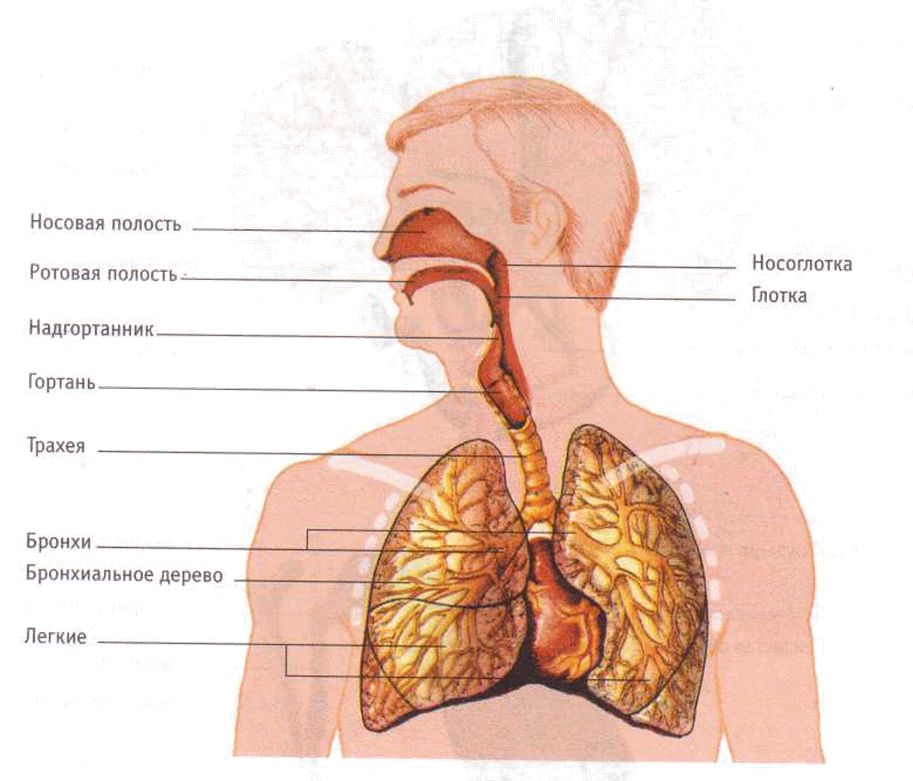 Носовая полость
Ротовая полость
Надгортанник
Гортань
Трахея
Бронхи
Бронхиальное дерево
Легкие
Носоглотка
Глотка